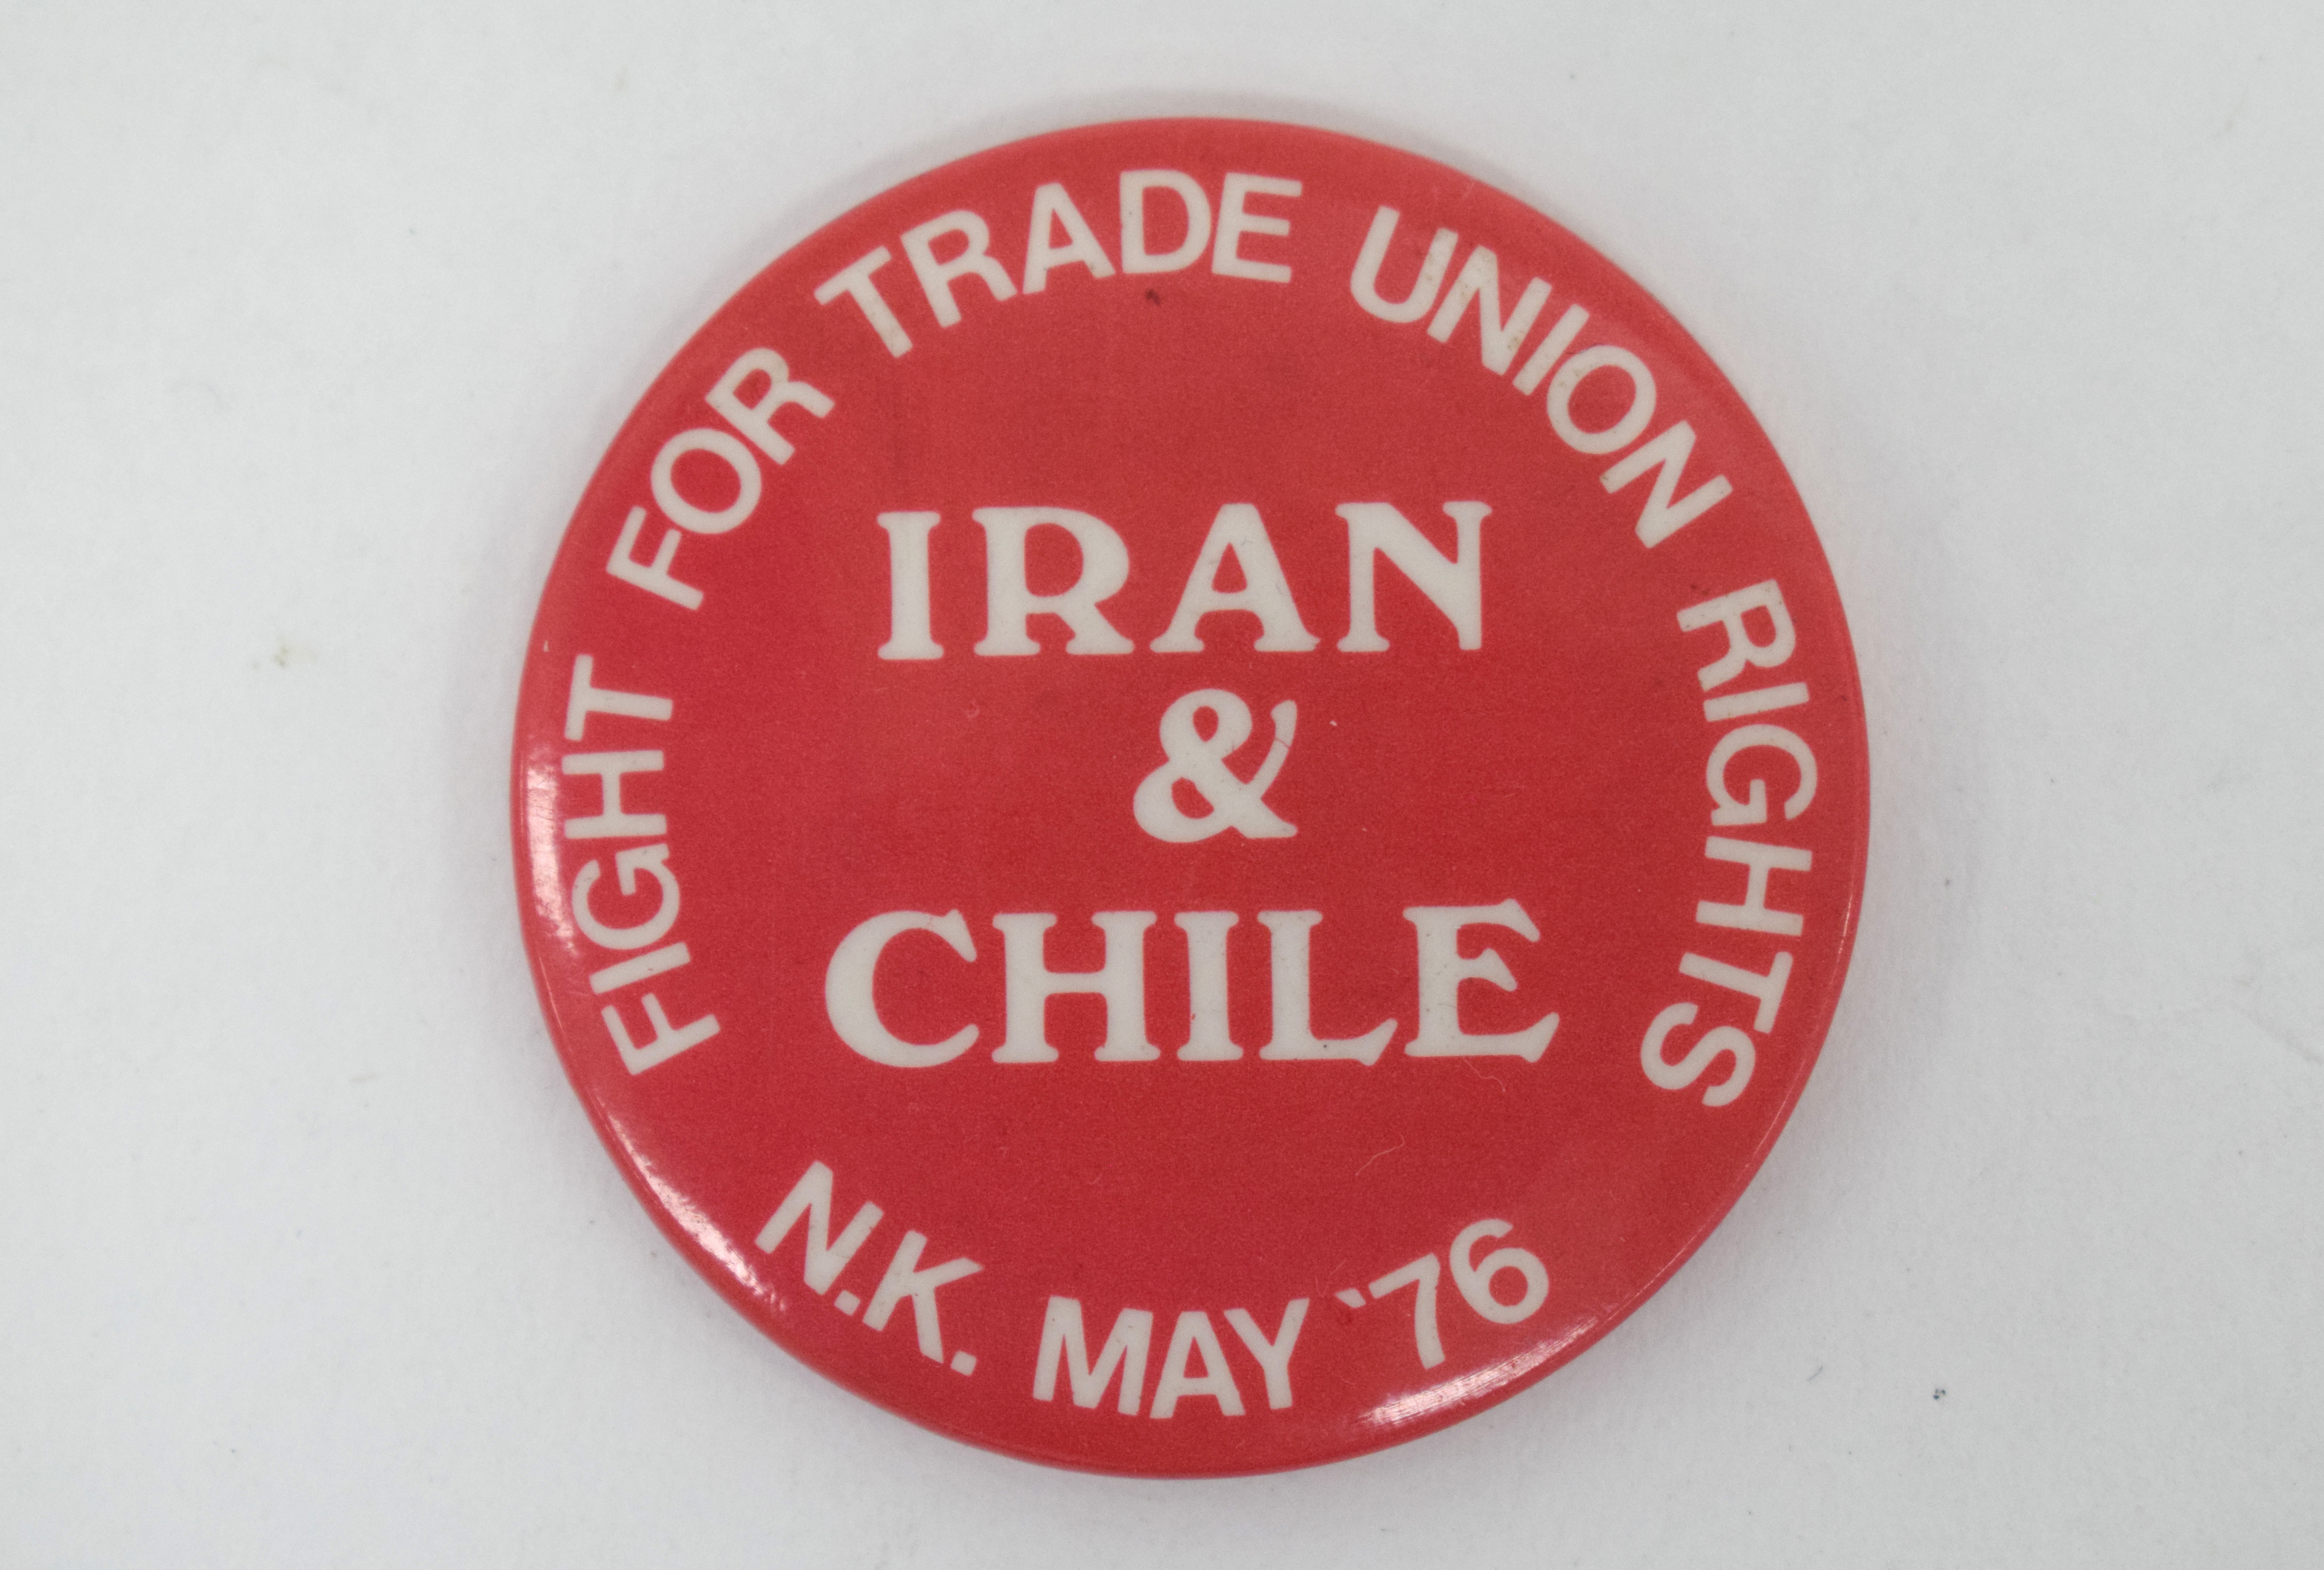 FIGHT FOR TRADE UNION RIGHTS
IRAN
&
CHILE
N.K. MAY '76